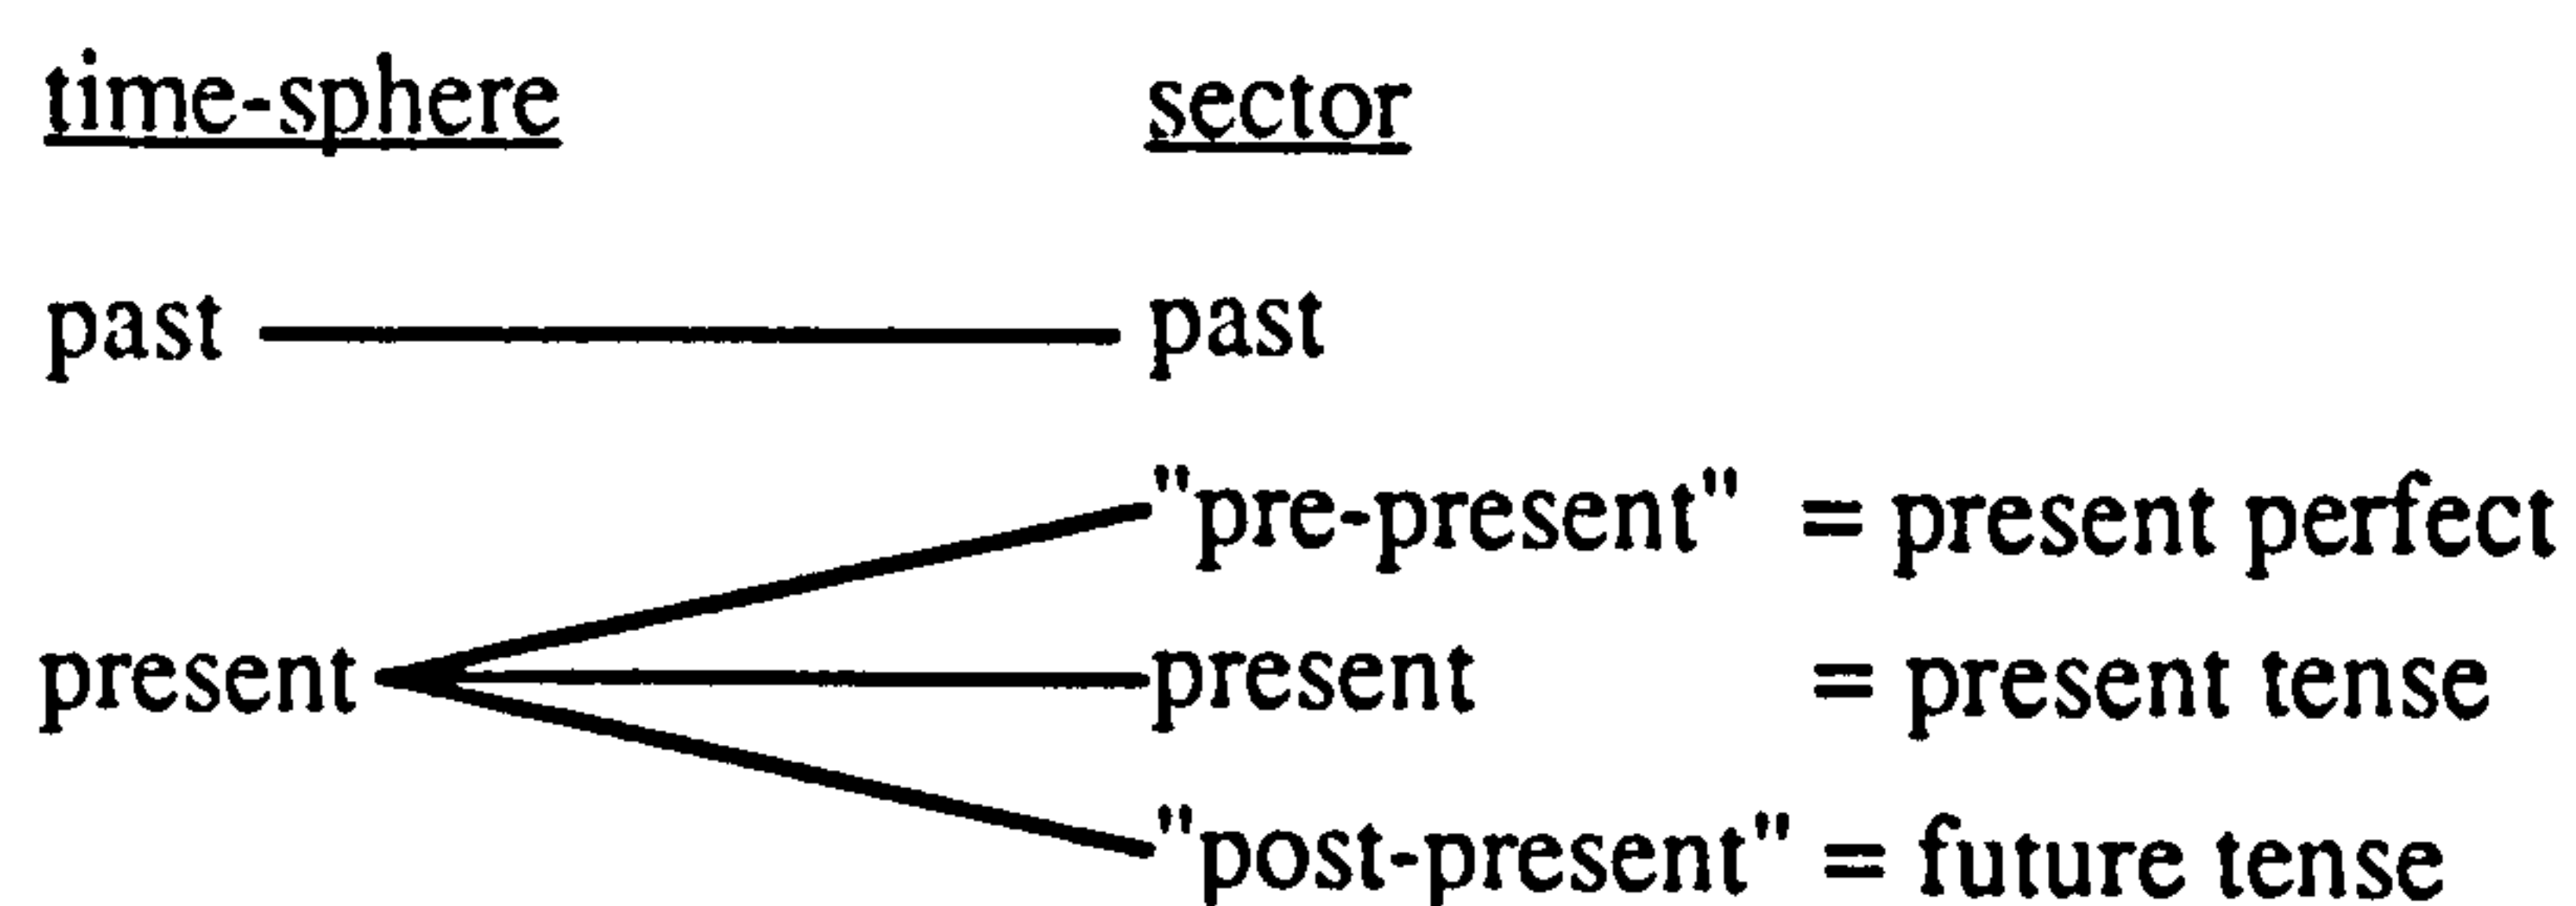 time-sphere sector
past past
"pre-present" = present perfect
present present = present tense
"post-present" = future tense